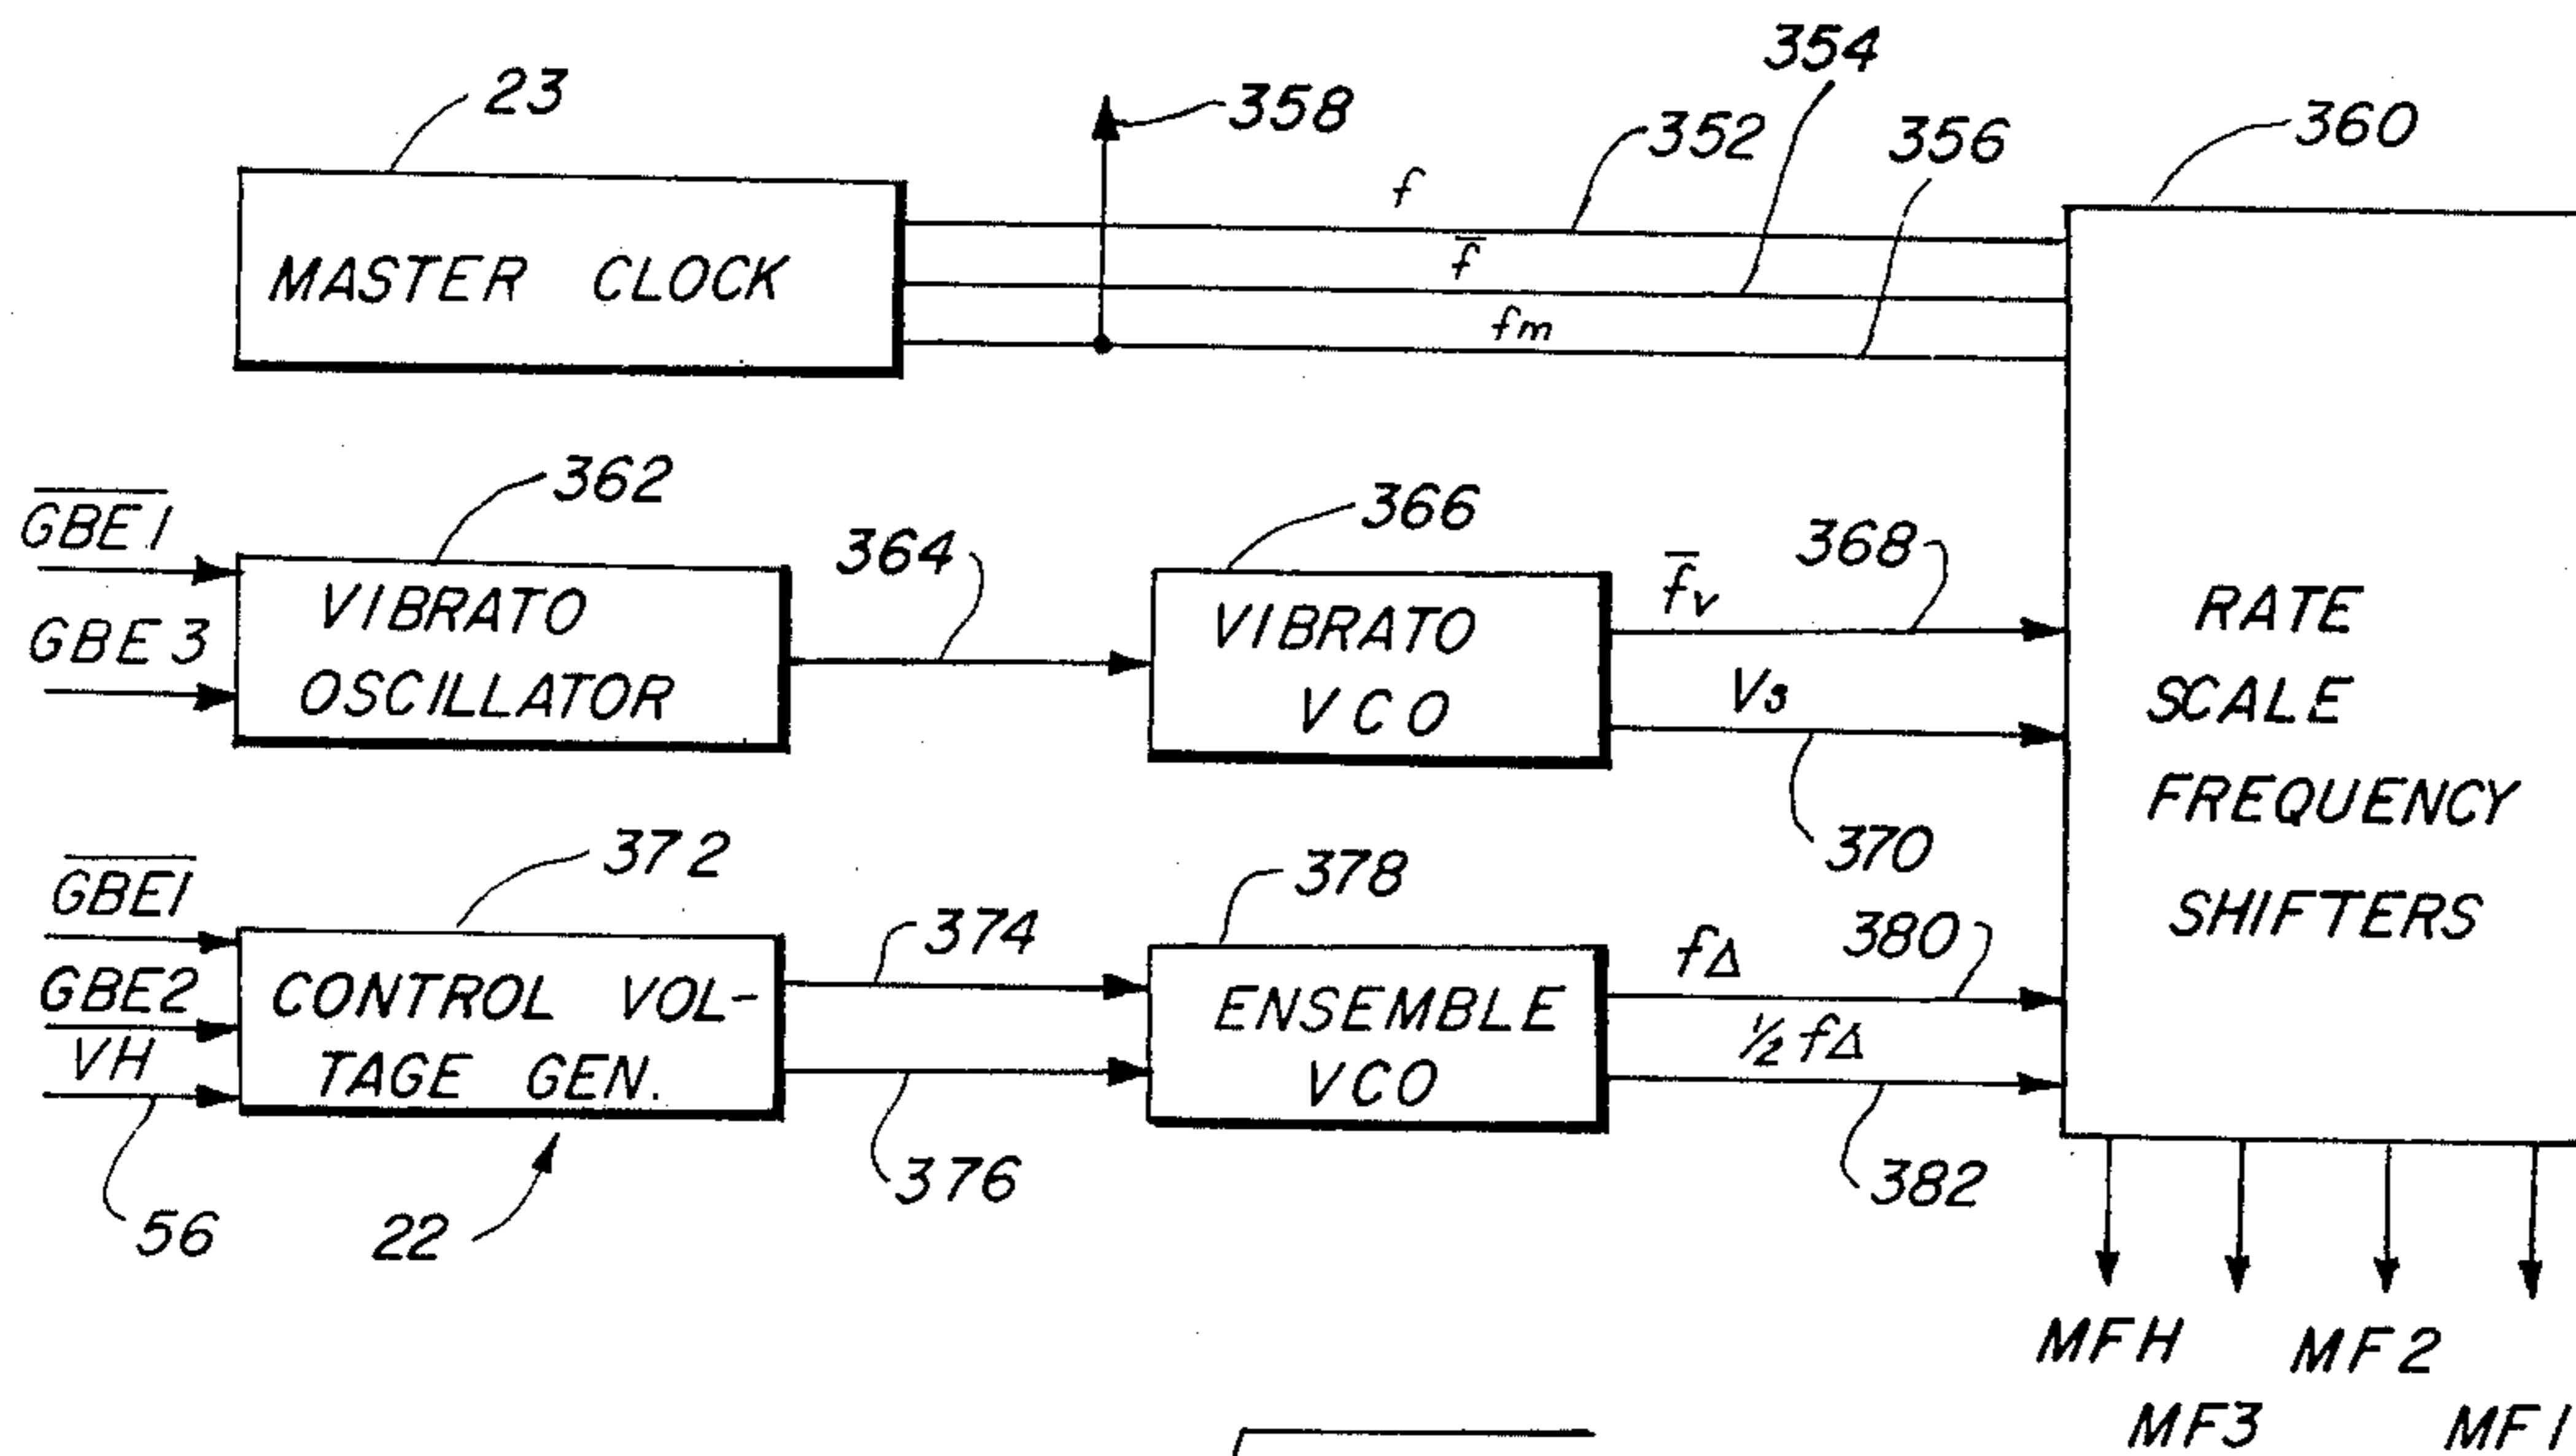 354
23
358
352
356
360
f
MASTER CLOCK
f̅
fm
362
366
G̅B̅E̅1̅
364
368
VIBRATO
OSCILLATOR
GBE3
VIBRATO
VCO
f̅v
Vs
RATE
SCALE
FREQUENCY
SHIFTERS
370
372
378
G̅B̅E̅1̅
374
380
GBE2
CONTROL VOL-
TAGE GEN.
ENSEMBLE
VCO
fΔ
½ fΔ
VH
376
382
56
22
MFH
MF2
MF3
MF1